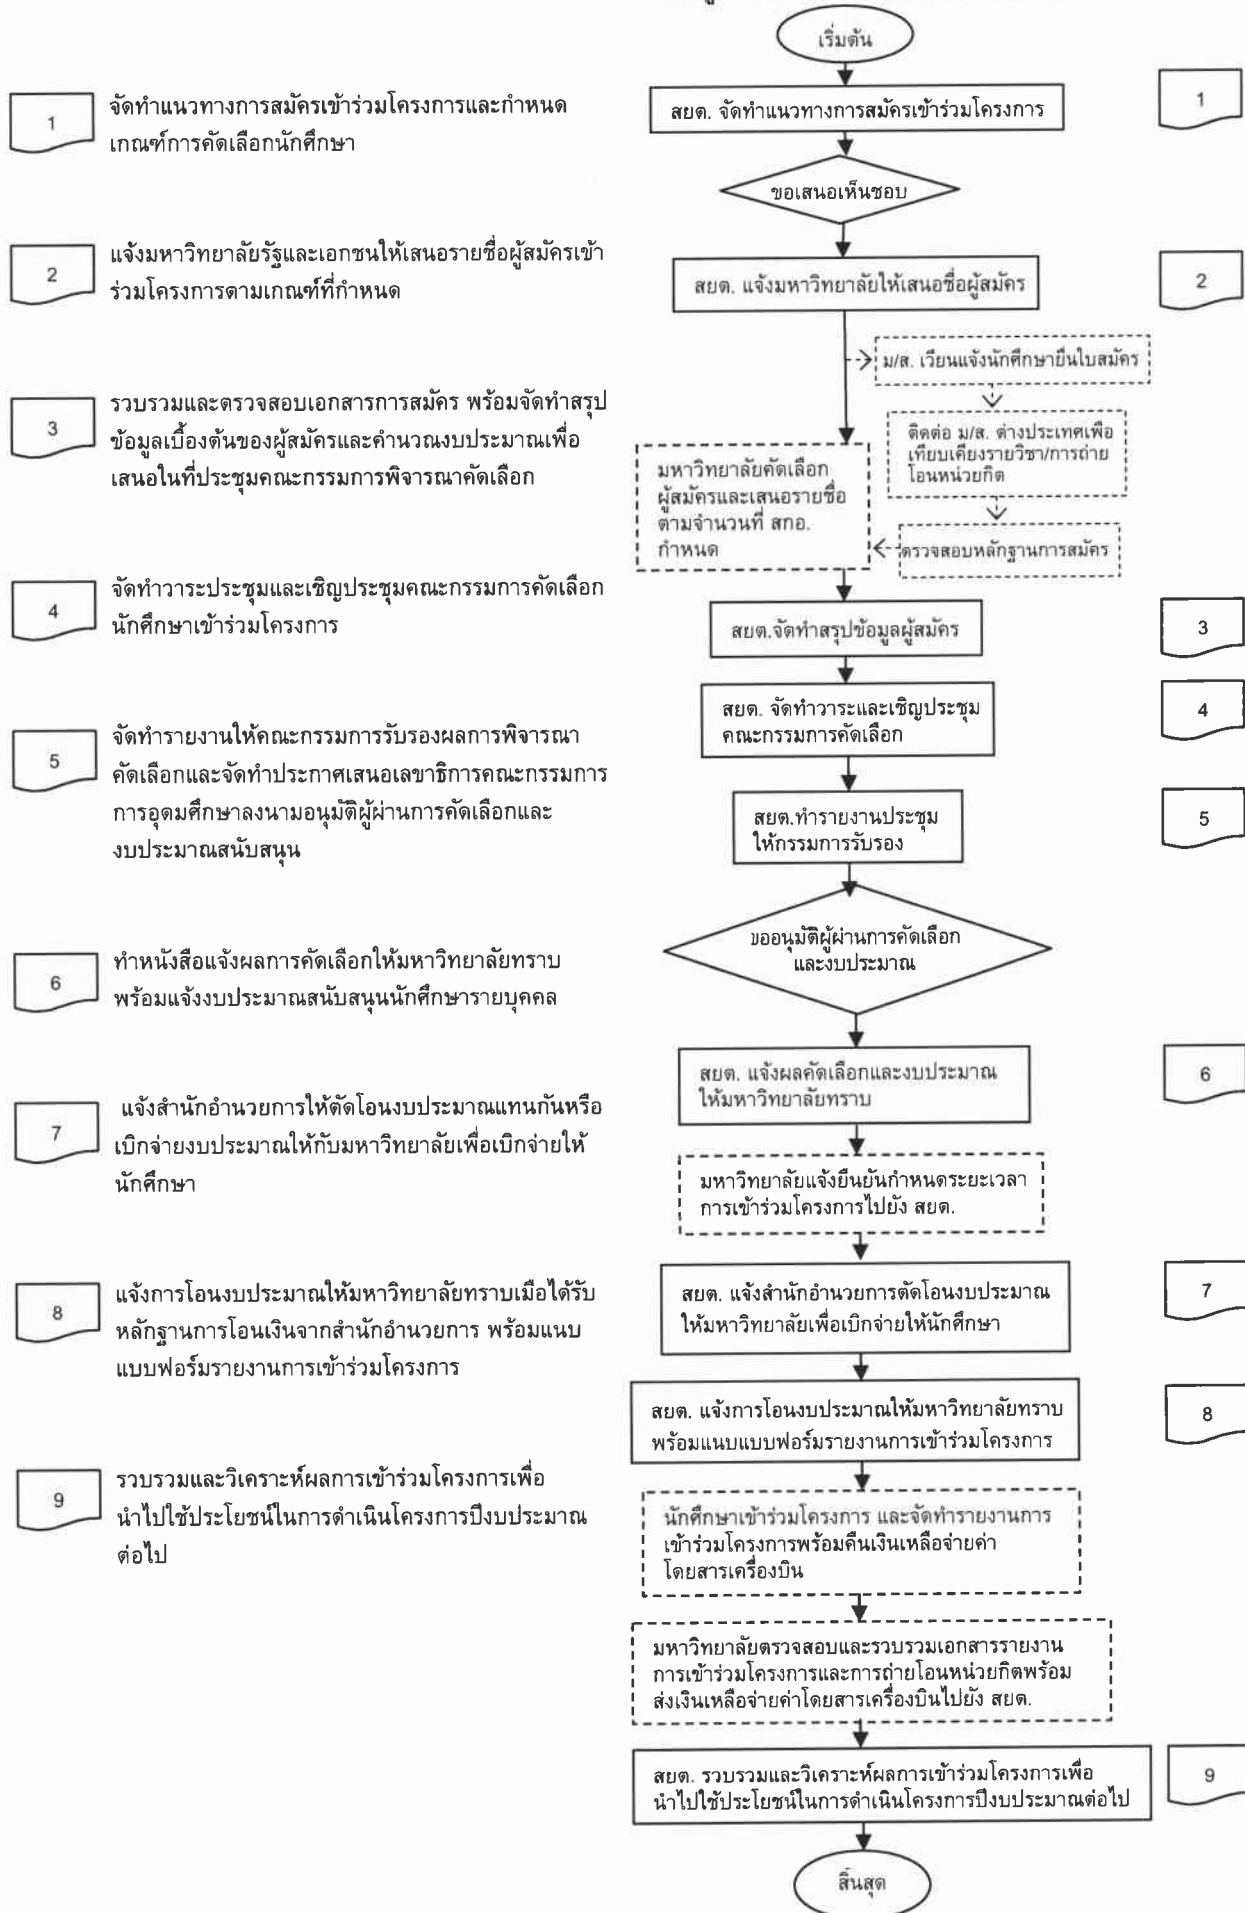 เริ่มต้น
1
จัดทำแนวทางการสมัครเข้าร่วมโครงการและกำหนด
เกณฑ์การคัดเลือกนักศึกษา
2
แจ้งมหาวิทยาลัยรัฐและเอกชนให้เสนอรายชื่อผู้สมัครเข้า
ร่วมโครงการตามเกณฑ์ที่กำหนด
3
รวบรวมและตรวจสอบเอกสารการสมัคร พร้อมจัดทำสรุป
ข้อมูลเบื้องต้นของผู้สมัครและคำนวณงบประมาณเพื่อ
เสนอในที่ประชุมคณะกรรมการพิจารณาคัดเลือก
4
จัดทำวาระประชุมและเชิญประชุมคณะกรรมการคัดเลือก
นักศึกษาเข้าร่วมโครงการ
5
จัดทำรายงานให้คณะกรรมการรับรองผลการพิจารณา
คัดเลือกและจัดทำประกาศเสนอเลขาธิการคณะกรรมการ
การอุดมศึกษาลงนามอนุมัติผู้ผ่านการคัดเลือกและ
งบประมาณสนับสนุน
6
ทำหนังสือแจ้งผลการคัดเลือกให้มหาวิทยาลัยทราบ
พร้อมแจ้งงบประมาณสนับสนุนนักศึกษารายบุคคล
7
แจ้งสำนักอำนวยการให้ตัดโอนงบประมาณแทนกันหรือ
เบิกจ่ายงบประมาณให้กับมหาวิทยาลัยเพื่อเบิกจ่ายให้
นักศึกษา
8
แจ้งการโอนงบประมาณให้มหาวิทยาลัยทราบเมื่อได้รับ
หลักฐานการโอนเงินจากสำนักอำนวยการ พร้อมแนบ
แบบฟอร์มรายงานการเข้าร่วมโครงการ
9
รวบรวมและวิเคราะห์ผลการเข้าร่วมโครงการเพื่อ
นำไปใช้ประโยชน์ในการดำเนินโครงการปีงบประมาณ
ต่อไป
สยต. จัดทำแนวทางการสมัครเข้าร่วมโครงการ
1
ขอเสนอเห็นชอบ
สยต. แจ้งมหาวิทยาลัยให้เสนอชื่อผู้สมัคร
2
ม/ส. เวียนแจ้งนักศึกษายื่นใบสมัคร
ติดต่อ ม/ส. ต่างประเทศเพื่อ
เทียบเคียงรายวิชา/การถ่าย
โอนหน่วยกิต
ตรวจสอบหลักฐานการสมัคร
มหาวิทยาลัยคัดเลือก
ผู้สมัครและเสนอรายชื่อ
ตามจำนวนที่ สกอ.
กำหนด
สยต.จัดทำสรุปข้อมูลผู้สมัคร
3
สยต. จัดทำวาระและเชิญประชุม
คณะกรรมการคัดเลือก
4
สยต.ทำรายงานประชุม
ให้กรรมการรับรอง
5
ขออนุมัติผู้ผ่านการคัดเลือก
และงบประมาณ
สยต. แจ้งผลคัดเลือกและงบประมาณ
ให้มหาวิทยาลัยทราบ
6
มหาวิทยาลัยแจ้งยืนยันกำหนดระยะเวลา
การเข้าร่วมโครงการไปยัง สยต.
สยต. แจ้งสำนักอำนวยการตัดโอนงบประมาณ
ให้มหาวิทยาลัยเพื่อเบิกจ่ายให้นักศึกษา
7
สยต. แจ้งการโอนงบประมาณให้มหาวิทยาลัยทราบ
พร้อมแนบแบบฟอร์มรายงานการเข้าร่วมโครงการ
8
นักศึกษาเข้าร่วมโครงการ และจัดทำรายงานการ
เข้าร่วมโครงการพร้อมคืนเงินเหลือจ่ายค่า
โดยสารเครื่องบิน
มหาวิทยาลัยตรวจสอบและรวบรวมเอกสารรายงาน
การเข้าร่วมโครงการและการถ่ายโอนหน่วยกิตพร้อม
ส่งเงินเหลือจ่ายค่าโดยสารเครื่องบินไปยัง สยต.
สยต. รวบรวมและวิเคราะห์ผลการเข้าร่วมโครงการเพื่อ
นำไปใช้ประโยชน์ในการดำเนินโครงการปีงบประมาณต่อไป
9
สิ้นสุด